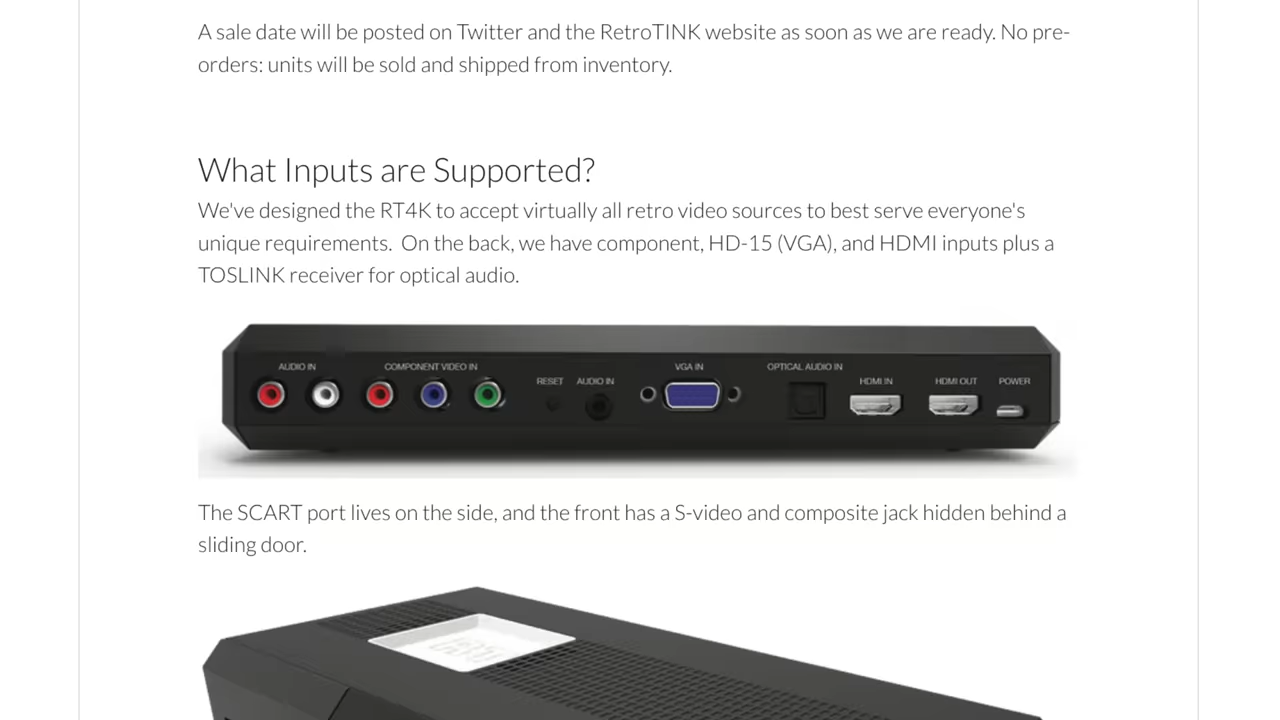 A sale date will be posted on Twitter and the RetroTINK website as soon as we are ready. No pre-
orders: units will be sold and shipped from inventory.
What Inputs are Supported?
We've designed the RT4K to accept virtually all retro video sources to best serve everyone's
unique requirements.  On the back, we have component, HD-15 (VGA), and HDMI inputs plus a
TOSLINK receiver for optical audio.
AUDIO IN COMPONENT VIDEO IN RESET AUDIO IN VGA IN OPTICAL AUDIO IN HDMI IN HDMI OUT POWER
The SCART port lives on the side, and the front has a S-video and composite jack hidden behind a
sliding door.